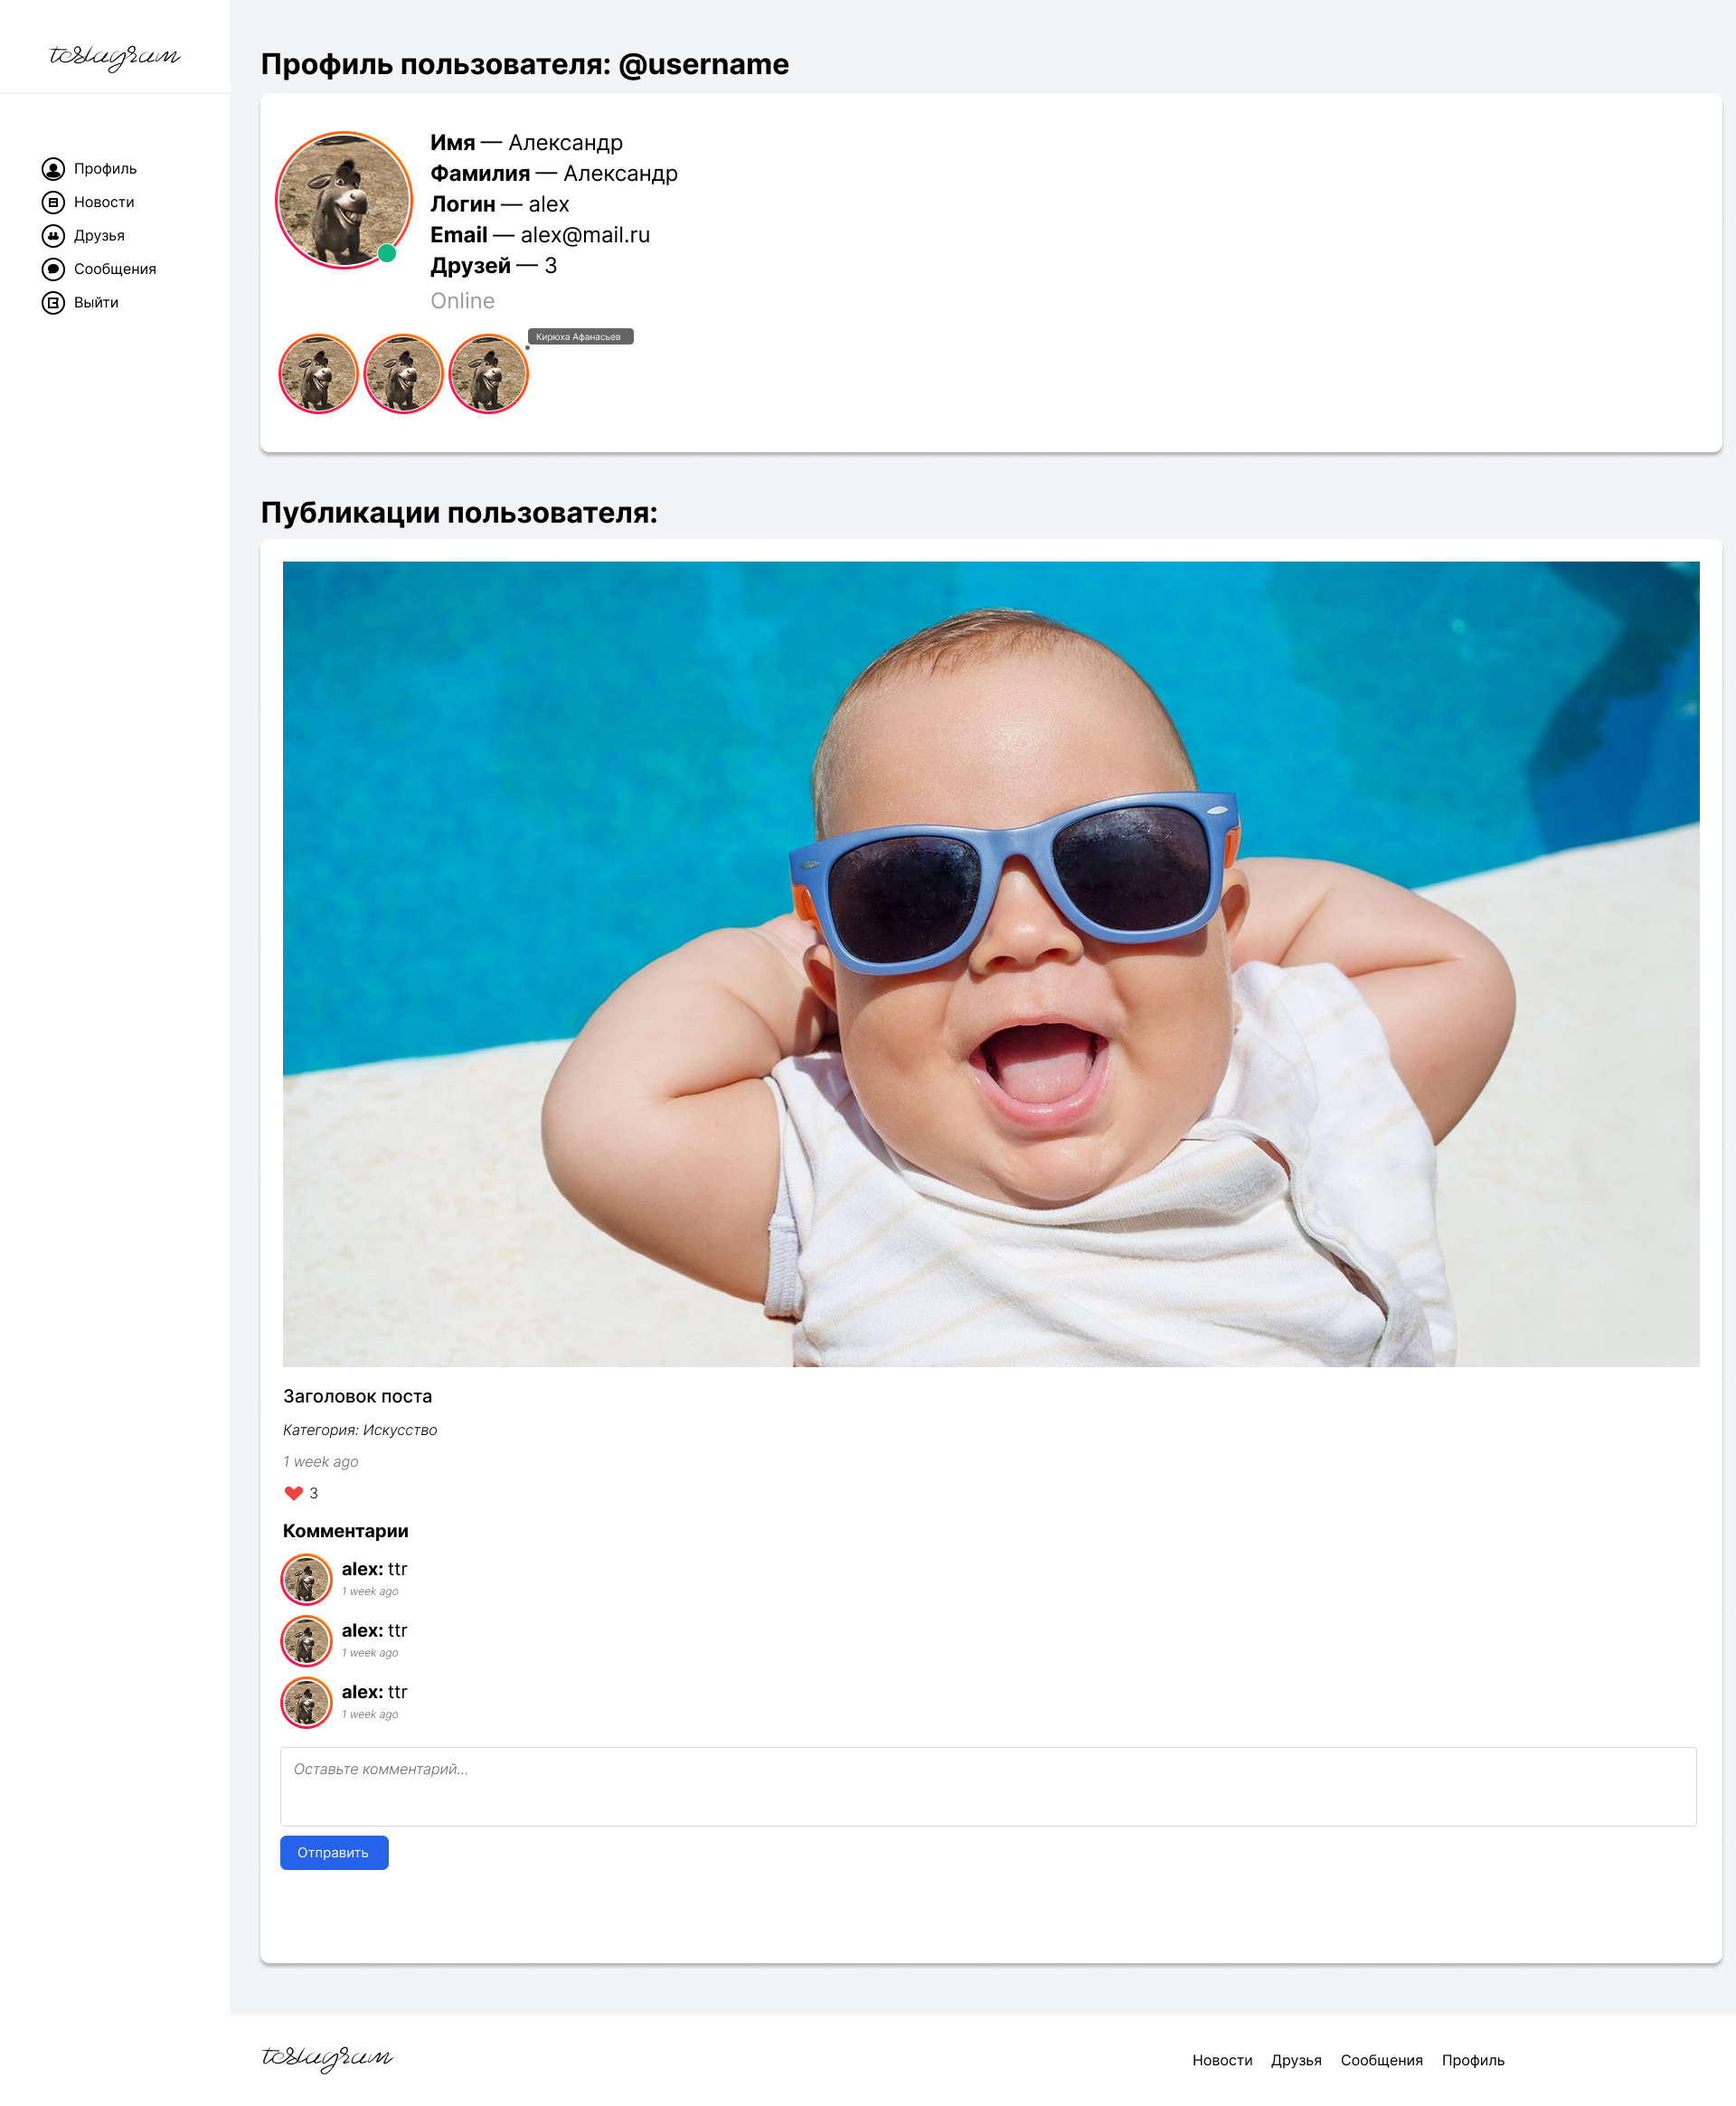 tostagram
Профиль
Новости
Друзья
Сообщения
Выйти
Профиль пользователя: @username
Имя — Александр
Фамилия — Александр
Логин — alex
Email — alex@mail.ru
Друзей — 3
Online
Кирюха Афанасьев
Публикации пользователя:
Заголовок поста
Категория: Искусство
1 week ago
3
Комментарии
alex: ttr
1 week ago
alex: ttr
1 week ago
alex: ttr
1 week ago
Оставьте комментарий...
Отправить
tostagram
Новости Друзья Сообщения Профиль